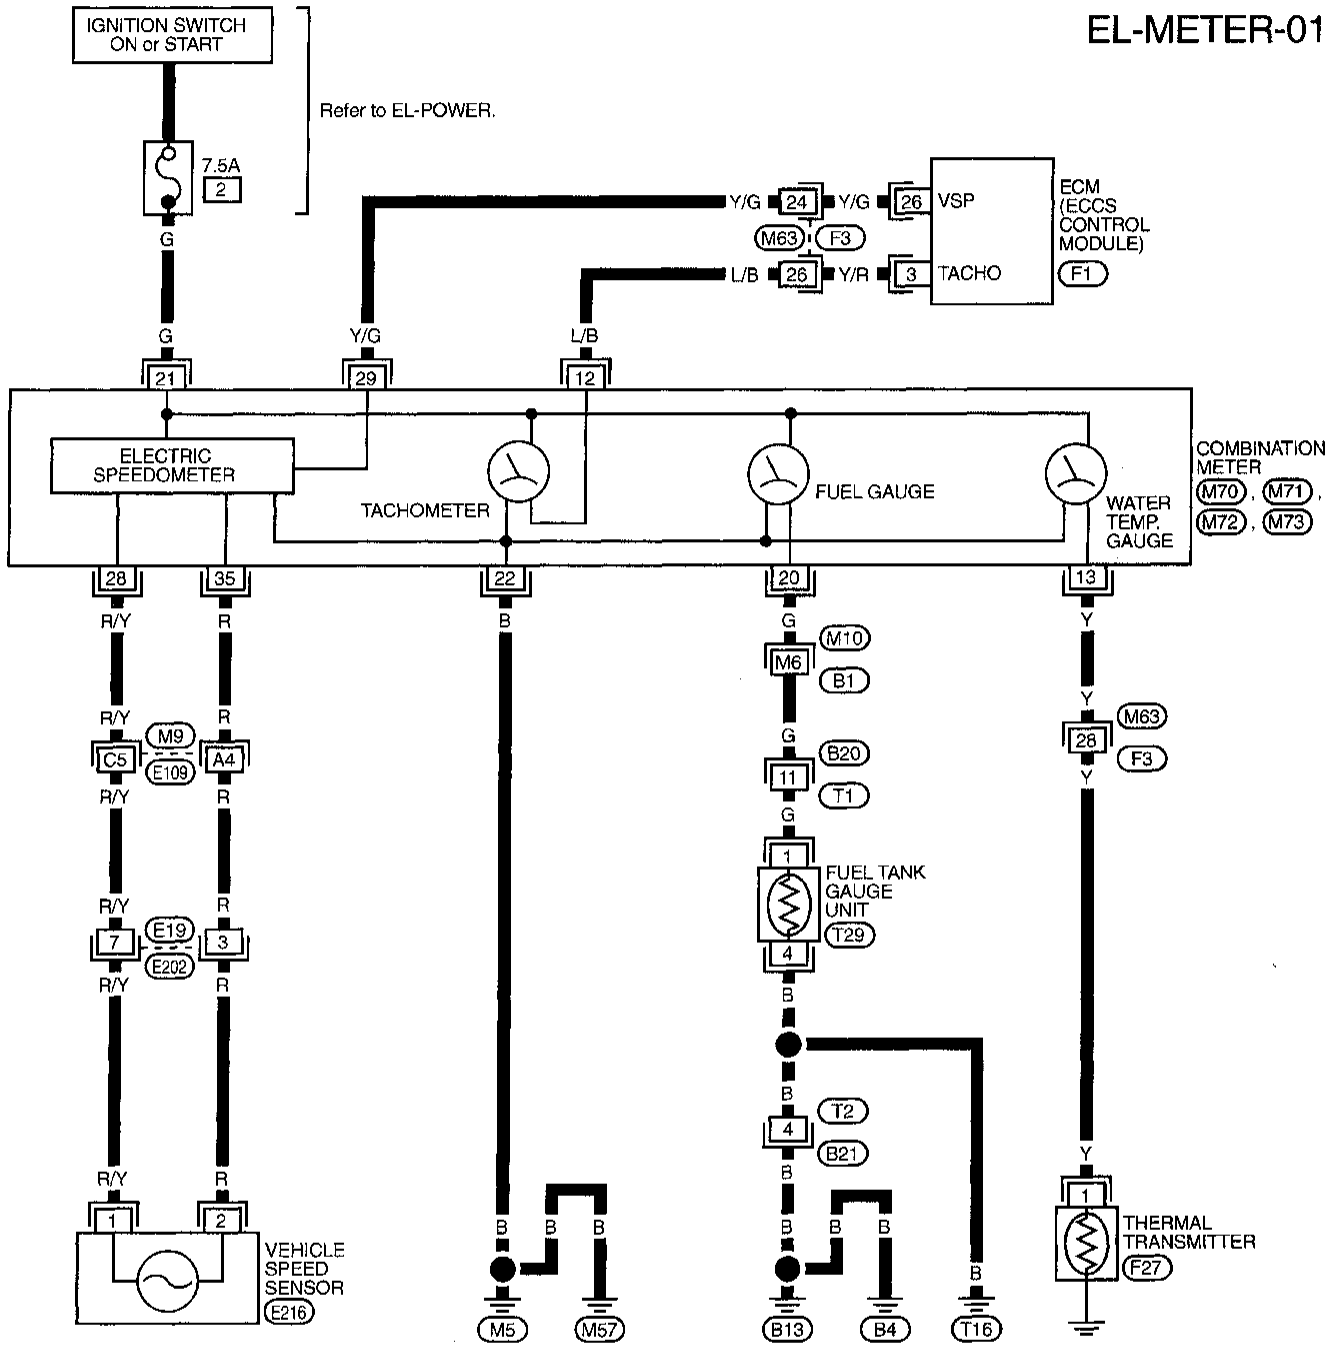 EL-METER-01
IGNITION SWITCH
ON or START
Refer to EL-POWER.
7.5A
2
G
G
Y/G 24 Y/G 26 VSP
M63 F3
L/B 26 Y/R 3 TACHO
ECM
(ECCS
CONTROL
MODULE)
F1
Y/G
L/B
21
29
12
ELECTRIC
SPEEDOMETER
TACHOMETER
FUEL GAUGE
WATER
TEMP.
GAUGE
COMBINATION
METER
M70 , M71 ,
M72 , M73
28
35
22
20
13
R/Y
R
B
G
Y
M10
M6
B1
R/Y
R
G
Y
M9
C5
A4
E109
B20
11
T1
M63
28
F3
R/Y
R
G
Y
1
FUEL TANK
GAUGE
UNIT
T29
4
R/Y
R
E19
7
3
E202
R/Y
R
B
B
T2
4
B21
B
R/Y
R
Y
1
2
1
VEHICLE
SPEED
SENSOR
E216
B
B
B
B
B
B
B
THERMAL
TRANSMITTER
F27
M5
M57
B13
B4
T16